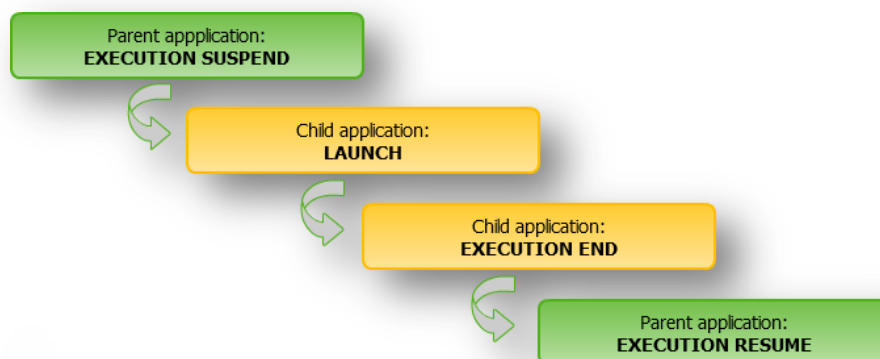 Parent appplication:
EXECUTION SUSPEND
Child application:
LAUNCH
Child application:
EXECUTION END
Parent application:
EXECUTION RESUME